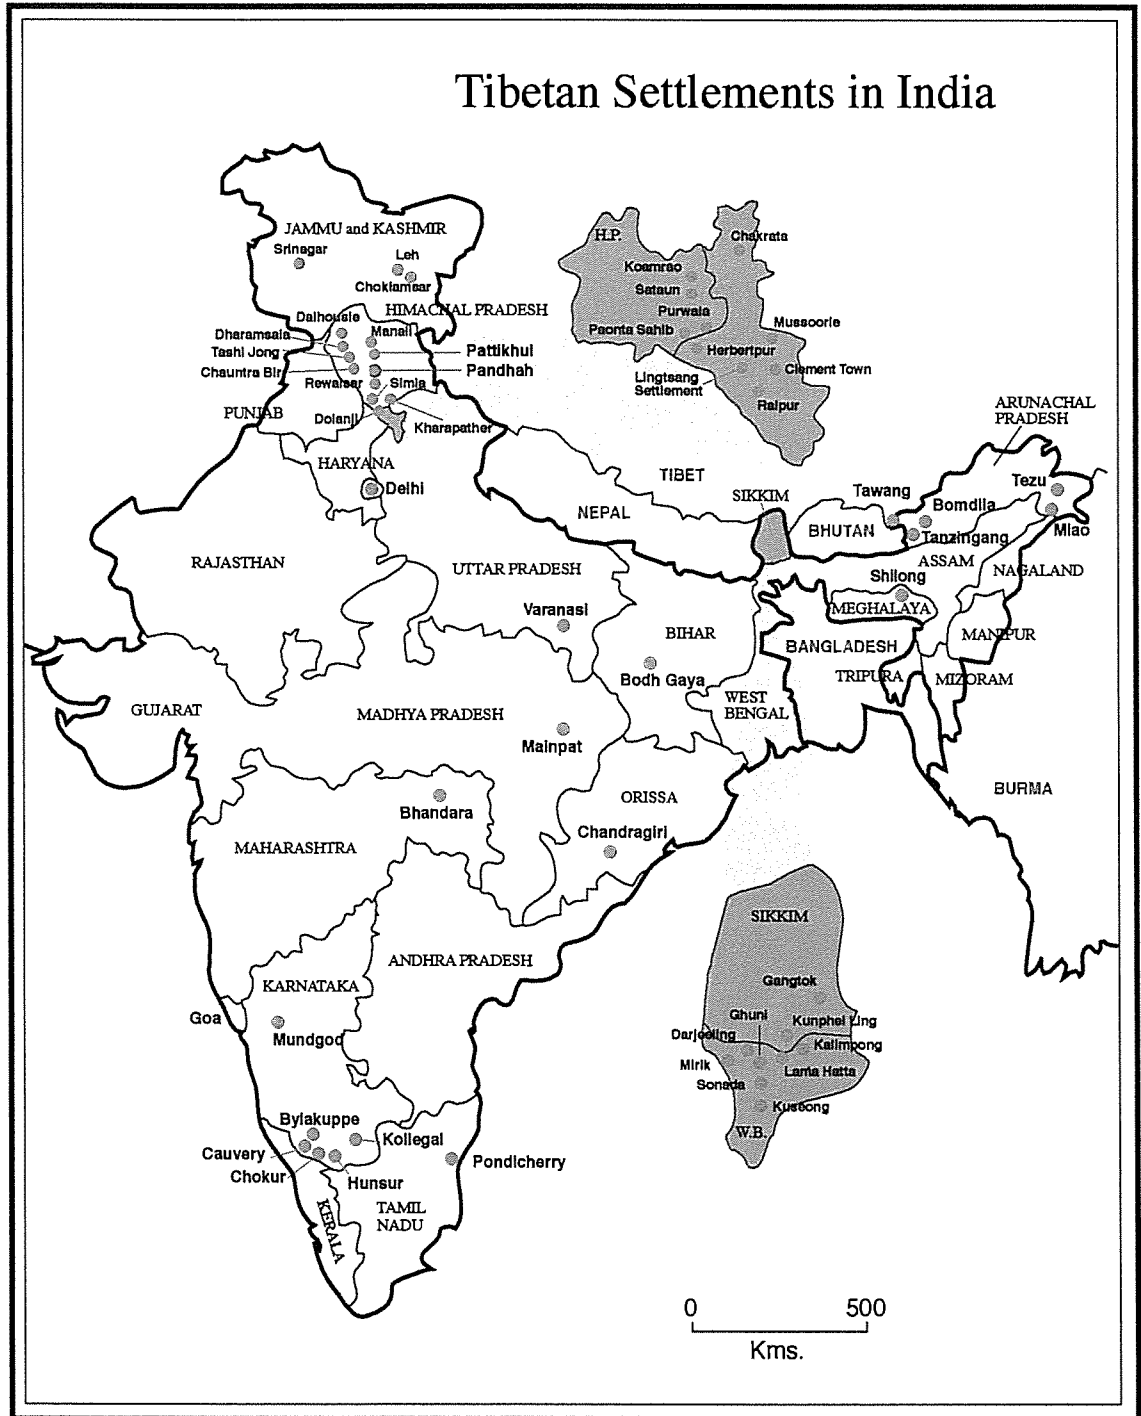 Tibetan Settlements in India
JAMMU and KASHMIR
Srinagar
Leh
Choklamsar
HIMACHAL PRADESH
Dalhousie
Manali
Dharamsala
Tashi Jong
Chauntra Bir
Pattikhul
Pandhah
Rewalsar
Simla
Dolanji
Kharapather
PUNJAB
HARYANA
Delhi
H.P.
Chakrata
Koamrao
Sataun
Purwala
Paonta Sahib
Mussoorie
Herbertpur
Lingtsang
Settlement
Clement Town
Raipur
ARUNACHAL
PRADESH
TIBET
SIKKIM
NEPAL
BHUTAN
Tawang
Bomdila
Tezu
Tanzingang
Miao
ASSAM
NAGALAND
RAJASTHAN
UTTAR PRADESH
Shilong
MEGHALAYA
Varanasi
BIHAR
BANGLADESH
MANIPUR
Bodh Gaya
TRIPURA
MIZORAM
GUJARAT
MADHYA PRADESH
WEST
BENGAL
Mainpat
BURMA
ORISSA
Bhandara
Chandragiri
MAHARASHTRA
SIKKIM
ANDHRA PRADESH
KARNATAKA
Goa
Mundgod
Gangtok
Ghuni
Kunphel Ling
Darjeeling
Kalimpong
Mirik
Lama Hatta
Sonada
Kuseong
W.B.
Bylakuppe
Kollegal
Cauvery
Chokur
Hunsur
Pondicherry
KERALA
TAMIL
NADU
0 500
Kms.